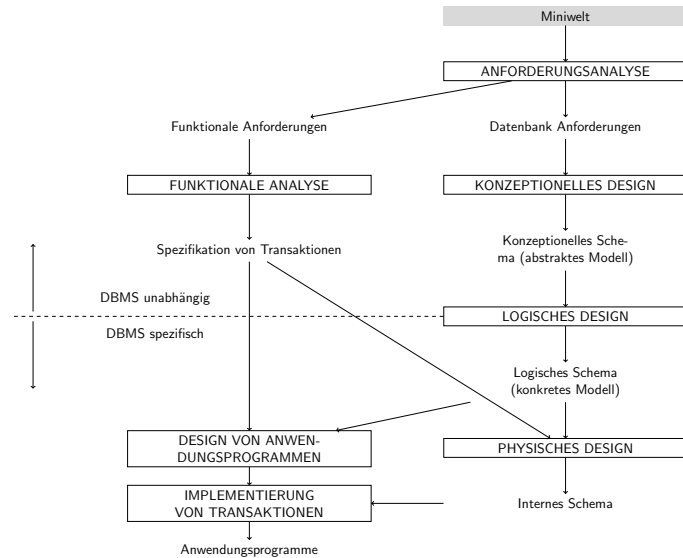 Miniwelt
ANFORDERUNGSANALYSE
Funktionale Anforderungen
Datenbank Anforderungen
FUNKTIONALE ANALYSE
KONZEPTIONELLES DESIGN
Spezifikation von Transaktionen
Konzeptionelles Sche-
ma (abstraktes Modell)
DBMS unabhängig
LOGISCHES DESIGN
DBMS spezifisch
Logisches Schema
(konkretes Modell)
DESIGN VON ANWEN-
DUNGSPROGRAMMEN
PHYSISCHES DESIGN
IMPLEMENTIERUNG
VON TRANSAKTIONEN
Internes Schema
Anwendungsprogramme